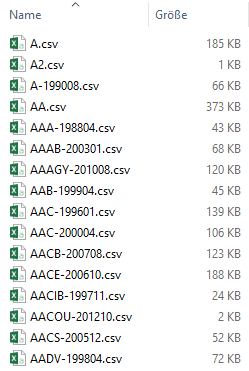 Name Größe
A.csv 185 KB
A2.csv 1 KB
A-199008.csv 66 KB
AA.csv 373 KB
AAA-198804.csv 43 KB
AAAB-200301.csv 68 KB
AAAGY-201008.csv 120 KB
AAB-199904.csv 45 KB
AAC-199601.csv 139 KB
AAC-200004.csv 106 KB
AACB-200708.csv 123 KB
AACE-200610.csv 188 KB
AACIB-199711.csv 24 KB
AACOU-201210.csv 2 KB
AACS-200512.csv 52 KB
AADV-199804.csv 72 KB